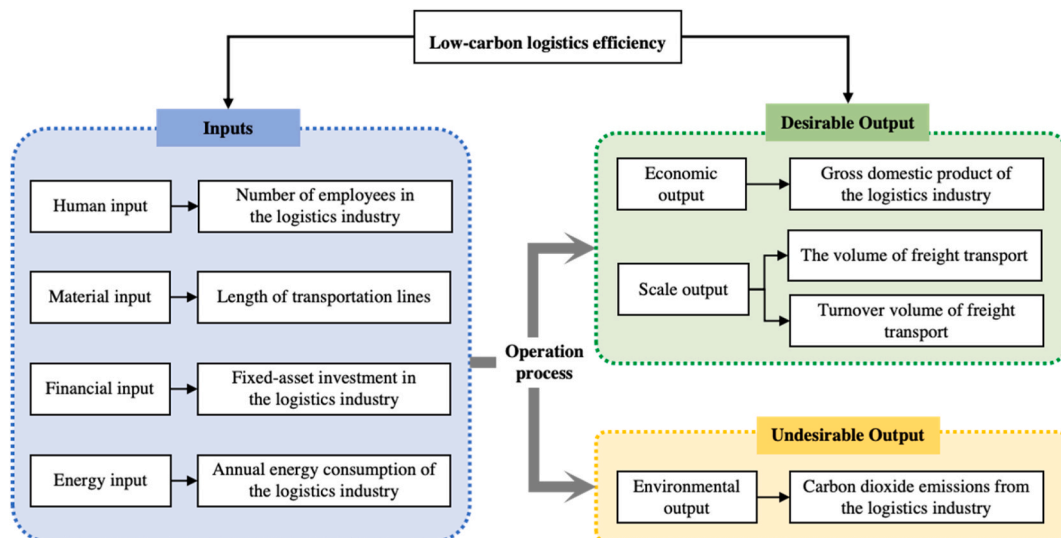 Low-carbon logistics efficiency
Inputs
Human input
Number of employees in
the logistics industry
Material input
Length of transportation lines
Financial input
Fixed-asset investment in
the logistics industry
Energy input
Annual energy consumption of
the logistics industry
Operation
process
Desirable Output
Economic
output
Gross domestic product of
the logistics industry
Scale output
The volume of freight transport
Turnover volume of freight
transport
Undesirable Output
Environmental
output
Carbon dioxide emissions from
the logistics industry